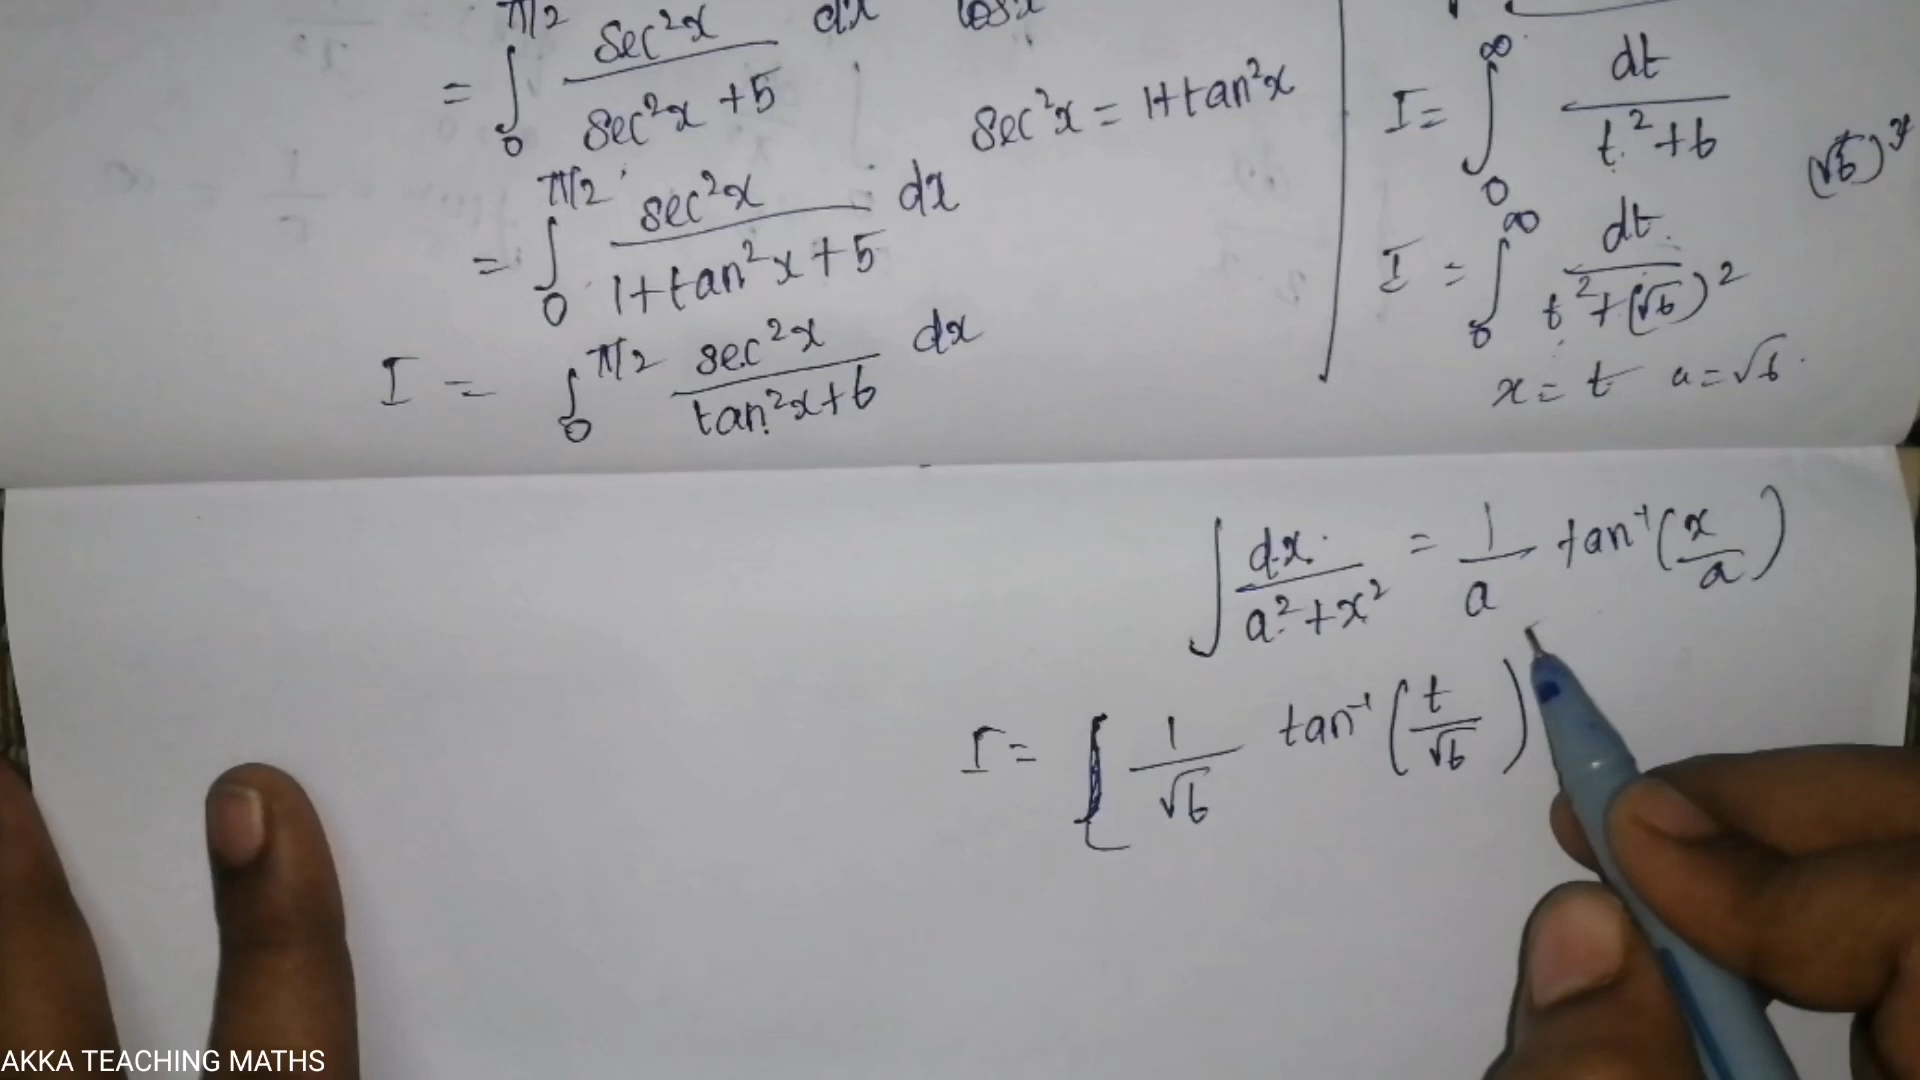 = ∫₀^π/2 sec²x / sec²x + 5 dx
sec²x = 1+tan²x
= ∫₀^π/2 sec²x / 1+tan²x+5 dx
I = ∫₀^π/2 sec²x / tan²x+6 dx
I = ∫₀^∞ dt / t²+6
I = ∫₀^∞ dt / t²+(√6)²
x = t a = √6
∫ dx / a²+x² = 1/a tan⁻¹(x/a)
I = [ 1/√6 tan⁻¹(t/√6)
AKKA TEACHING MATHS